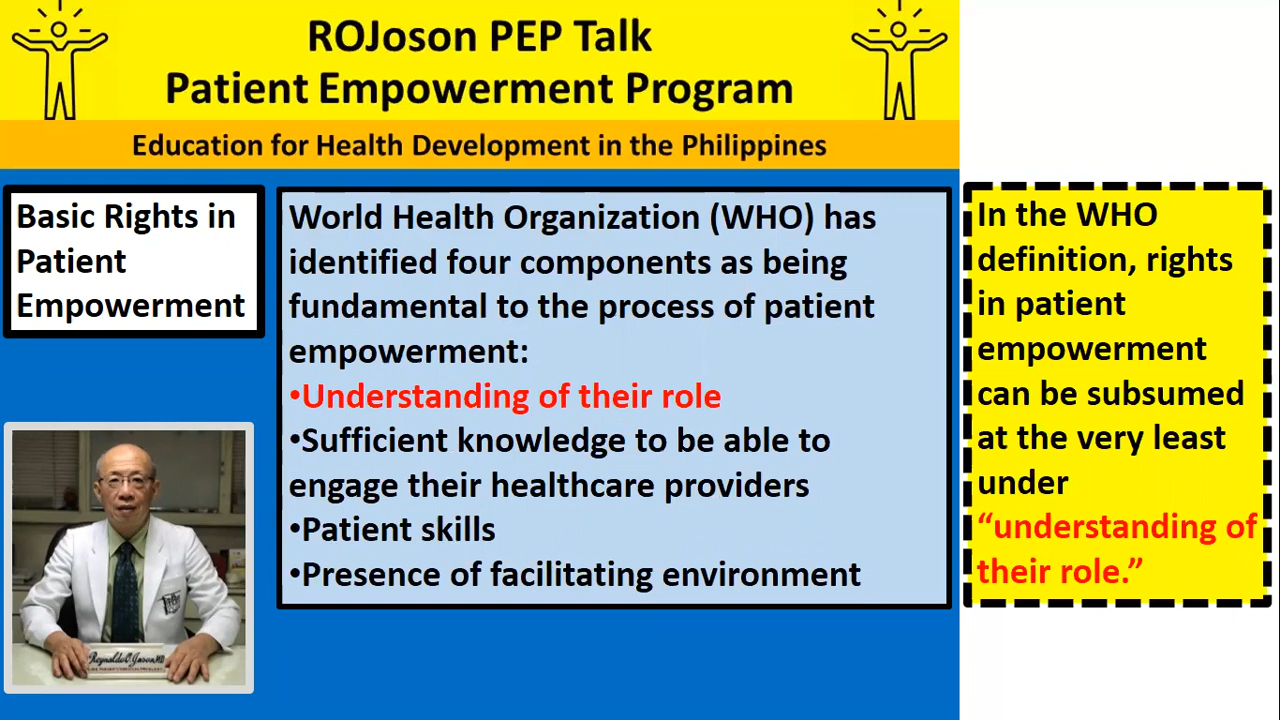 ROJoson PEP Talk
Patient Empowerment Program
Education for Health Development in the Philippines
Basic Rights in
Patient
Empowerment
World Health Organization (WHO) has
identified four components as being
fundamental to the process of patient
empowerment:
•Understanding of their role
•Sufficient knowledge to be able to
engage their healthcare providers
•Patient skills
•Presence of facilitating environment
In the WHO
definition, rights
in patient
empowerment
can be subsumed
at the very least
under
“understanding of
their role.”
Reynaldo O. Joson, MD